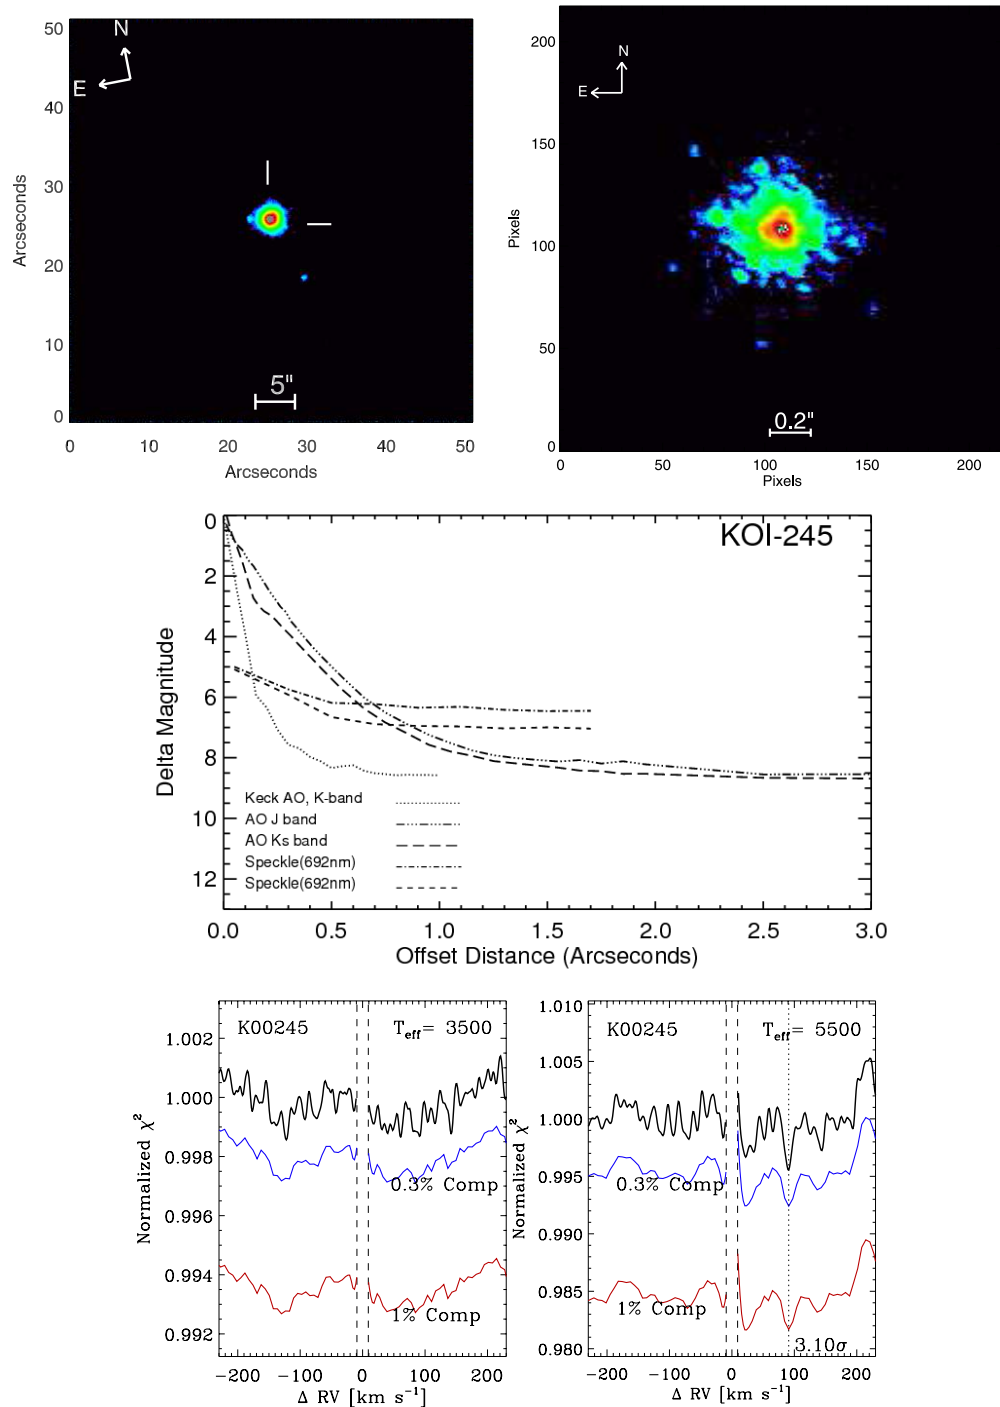 50
40
30
20
10
0
Arcseconds
N
E
5"
0 10 20 30 40 50
Arcseconds
200
150
100
50
0
Pixels
N
E
0.2"
0 50 100 150 200
Pixels
KOI-245
0
2
4
6
8
10
12
Delta Magnitude
Keck AO, K-band
AO J band
AO Ks band
Speckle(692nm)
Speckle(692nm)
0.0 0.5 1.0 1.5 2.0 2.5 3.0
Offset Distance (Arcseconds)
K00245 Teff= 3500
1.002
1.000
0.998
0.996
0.994
0.992
Normalized χ²
0.3% Comp
1% Comp
−200 −100 0 100 200
Δ RV [km s⁻¹]
K00245 Teff= 5500
1.010
1.005
1.000
0.995
0.990
0.985
0.980
Normalized χ²
0.3% Comp
1% Comp
3.10σ
−200 −100 0 100 200
Δ RV [km s⁻¹]